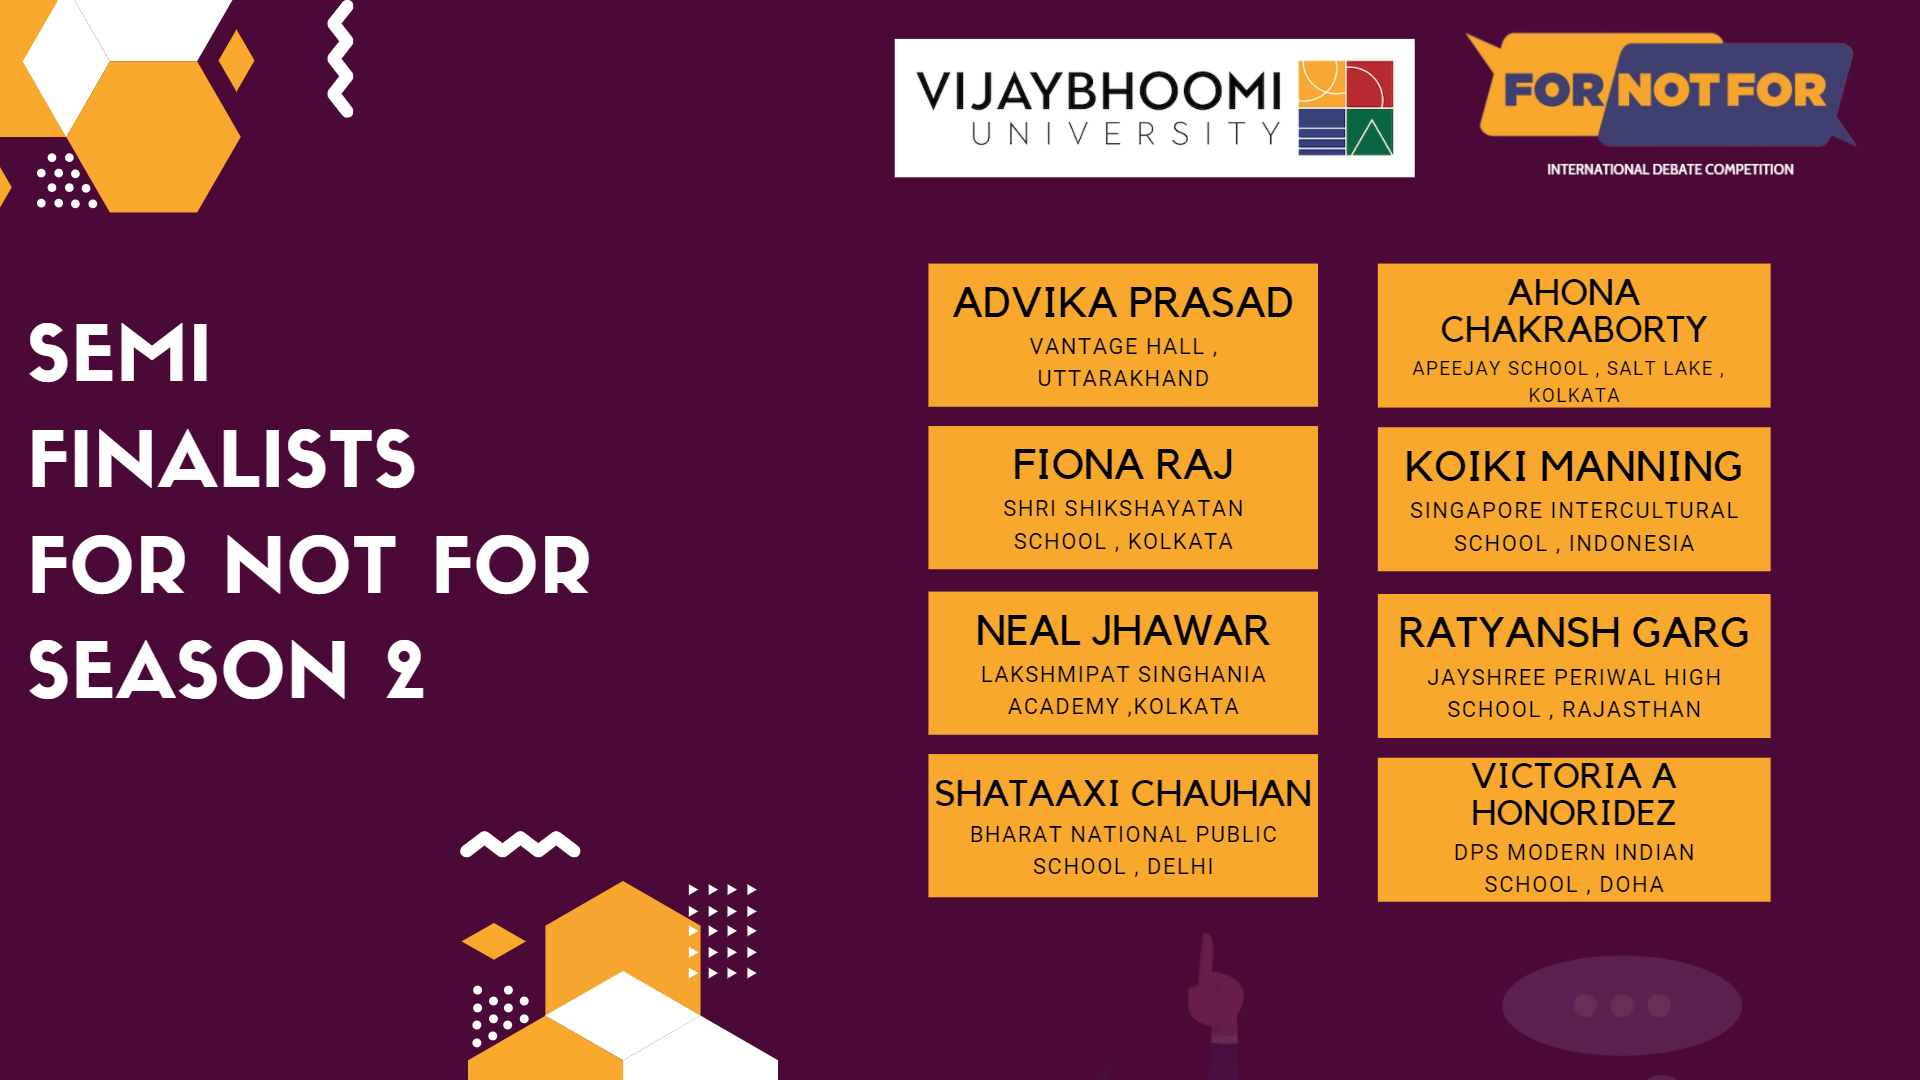 VIJAYBHOOMI
UNIVERSITY
FOR NOT FOR
INTERNATIONAL DEBATE COMPETITION
SEMI
FINALISTS
FOR NOT FOR
SEASON 2
ADVIKA PRASAD
VANTAGE HALL ,
UTTARAKHAND
AHONA
CHAKRABORTY
APEEJAY SCHOOL , SALT LAKE ,
KOLKATA
FIONA RAJ
SHRI SHIKSHAYATAN
SCHOOL , KOLKATA
KOIKI MANNING
SINGAPORE INTERCULTURAL
SCHOOL , INDONESIA
NEAL JHAWAR
LAKSHMIPAT SINGHANIA
ACADEMY ,KOLKATA
RATYANSH GARG
JAYSHREE PERIWAL HIGH
SCHOOL , RAJASTHAN
SHATAAXI CHAUHAN
BHARAT NATIONAL PUBLIC
SCHOOL , DELHI
VICTORIA A
HONORIDEZ
DPS MODERN INDIAN
SCHOOL , DOHA